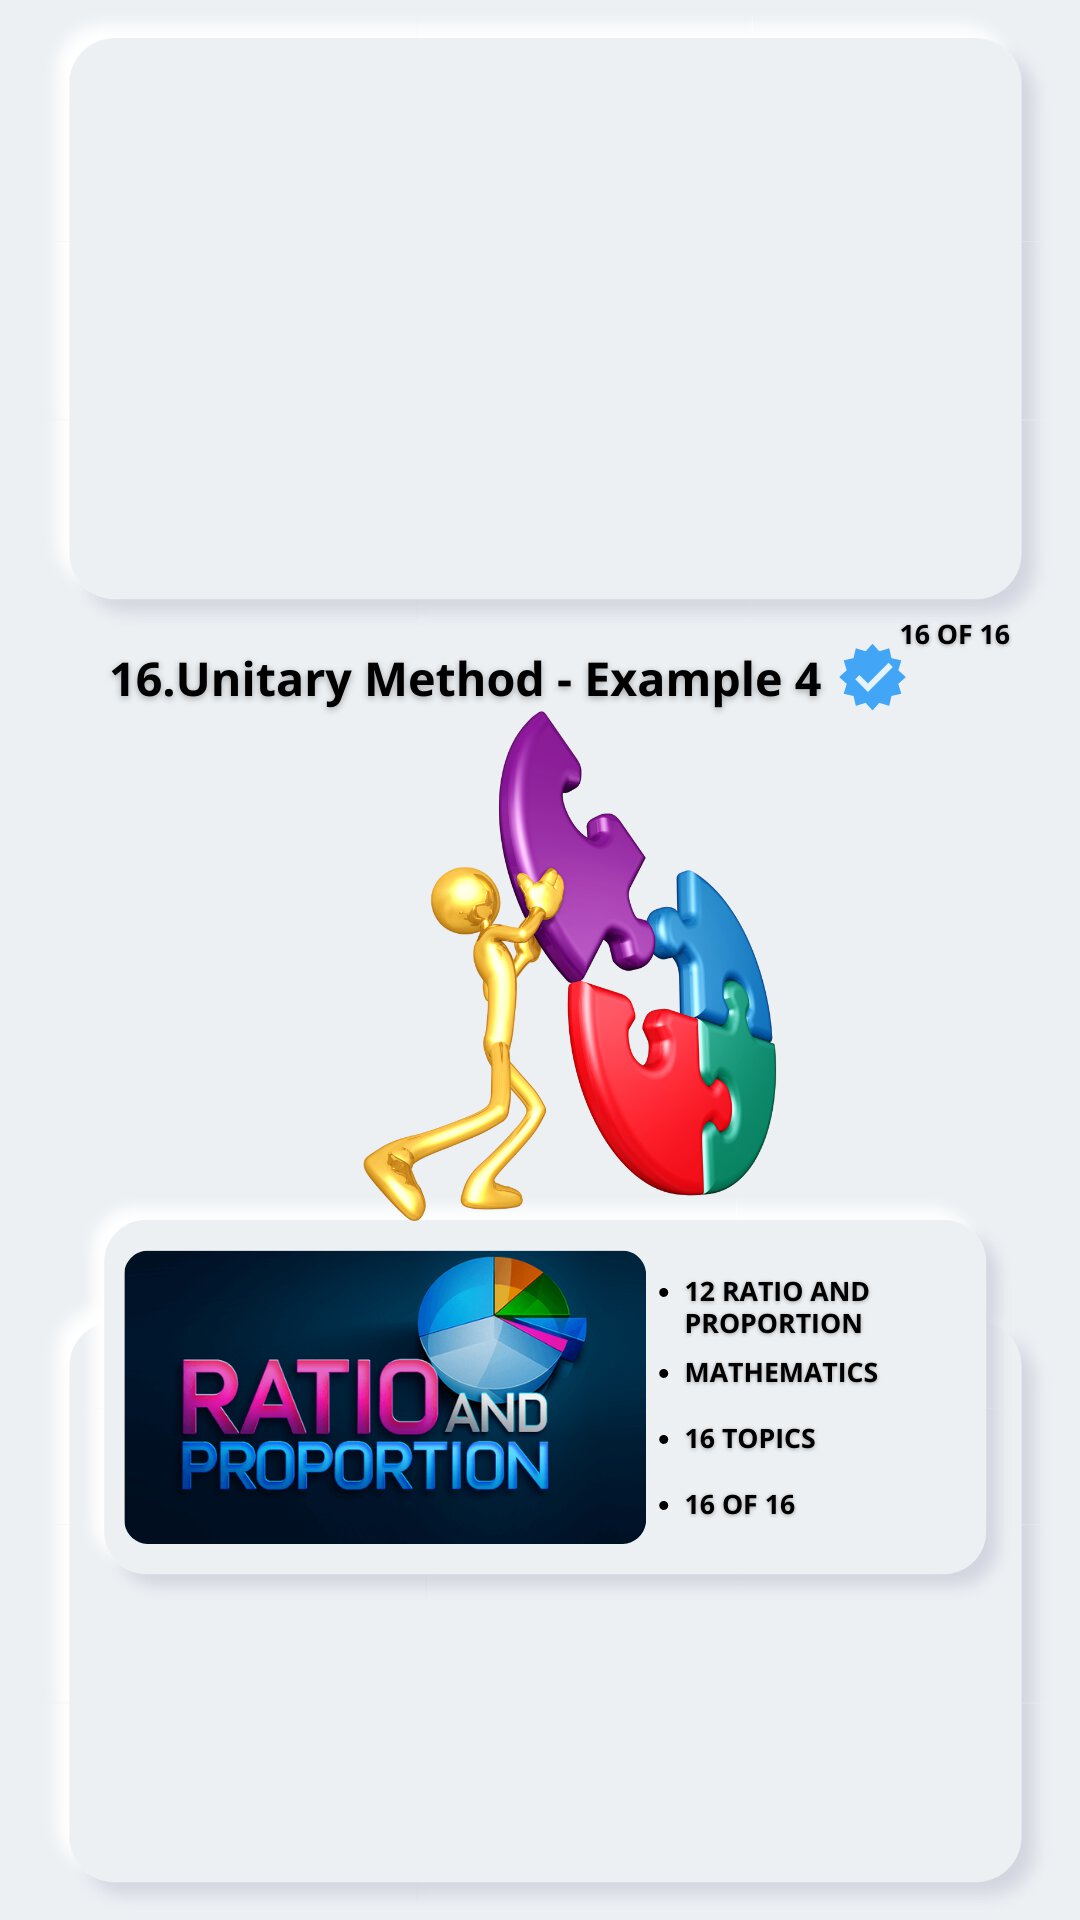 16 OF 16
16.Unitary Method - Example 4
RATIO AND
PROPORTION
• 12 RATIO AND
PROPORTION
• MATHEMATICS
• 16 TOPICS
• 16 OF 16